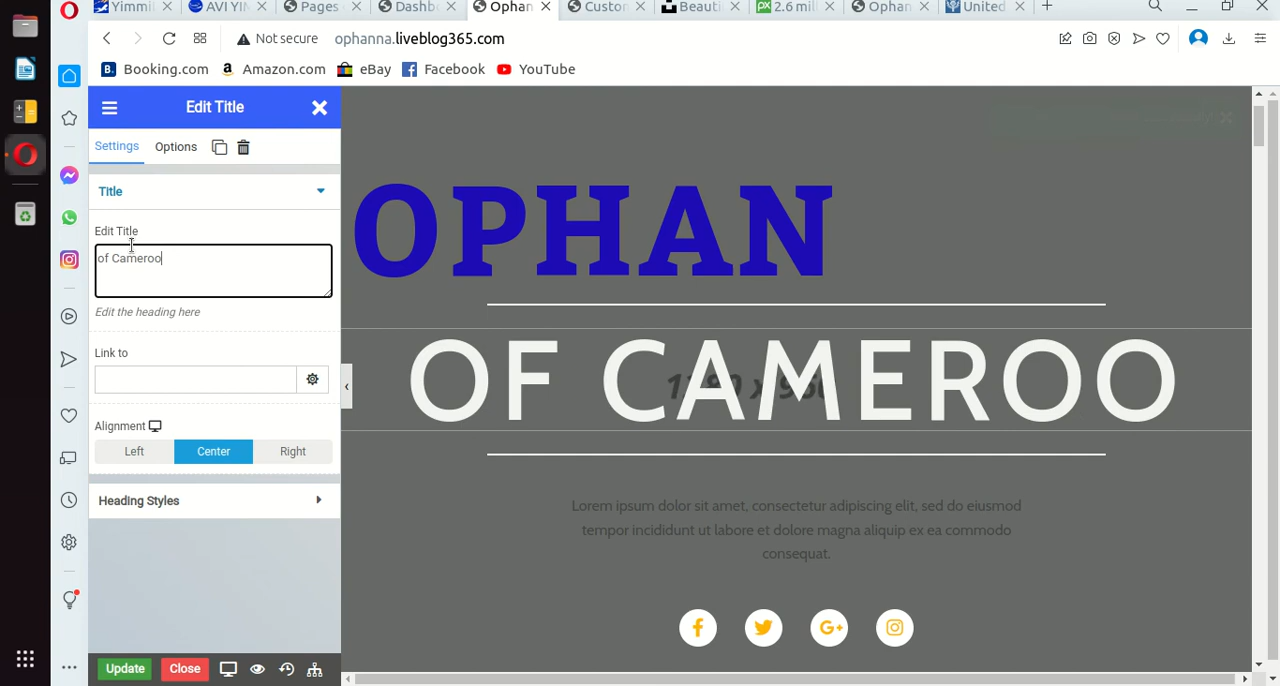 Yimmi
AVI YIN
Pages
Dashb
Ophan
Custor
Beauti
2.6 mil
Ophan
United
Not secure
ophanna.liveblog365.com
Booking.com
Amazon.com
eBay
Facebook
YouTube
Edit Title
Settings
Options
Title
Edit Title
of Cameroo
Edit the heading here
Link to
Alignment
Left
Center
Right
Heading Styles
Update
Close
OPHAN
OF CAMEROO
Lorem ipsum dolor sit amet, consectetur adipiscing elit, sed do eiusmod
tempor incididunt ut labore et dolore magna aliquip ex ea commodo
consequat.